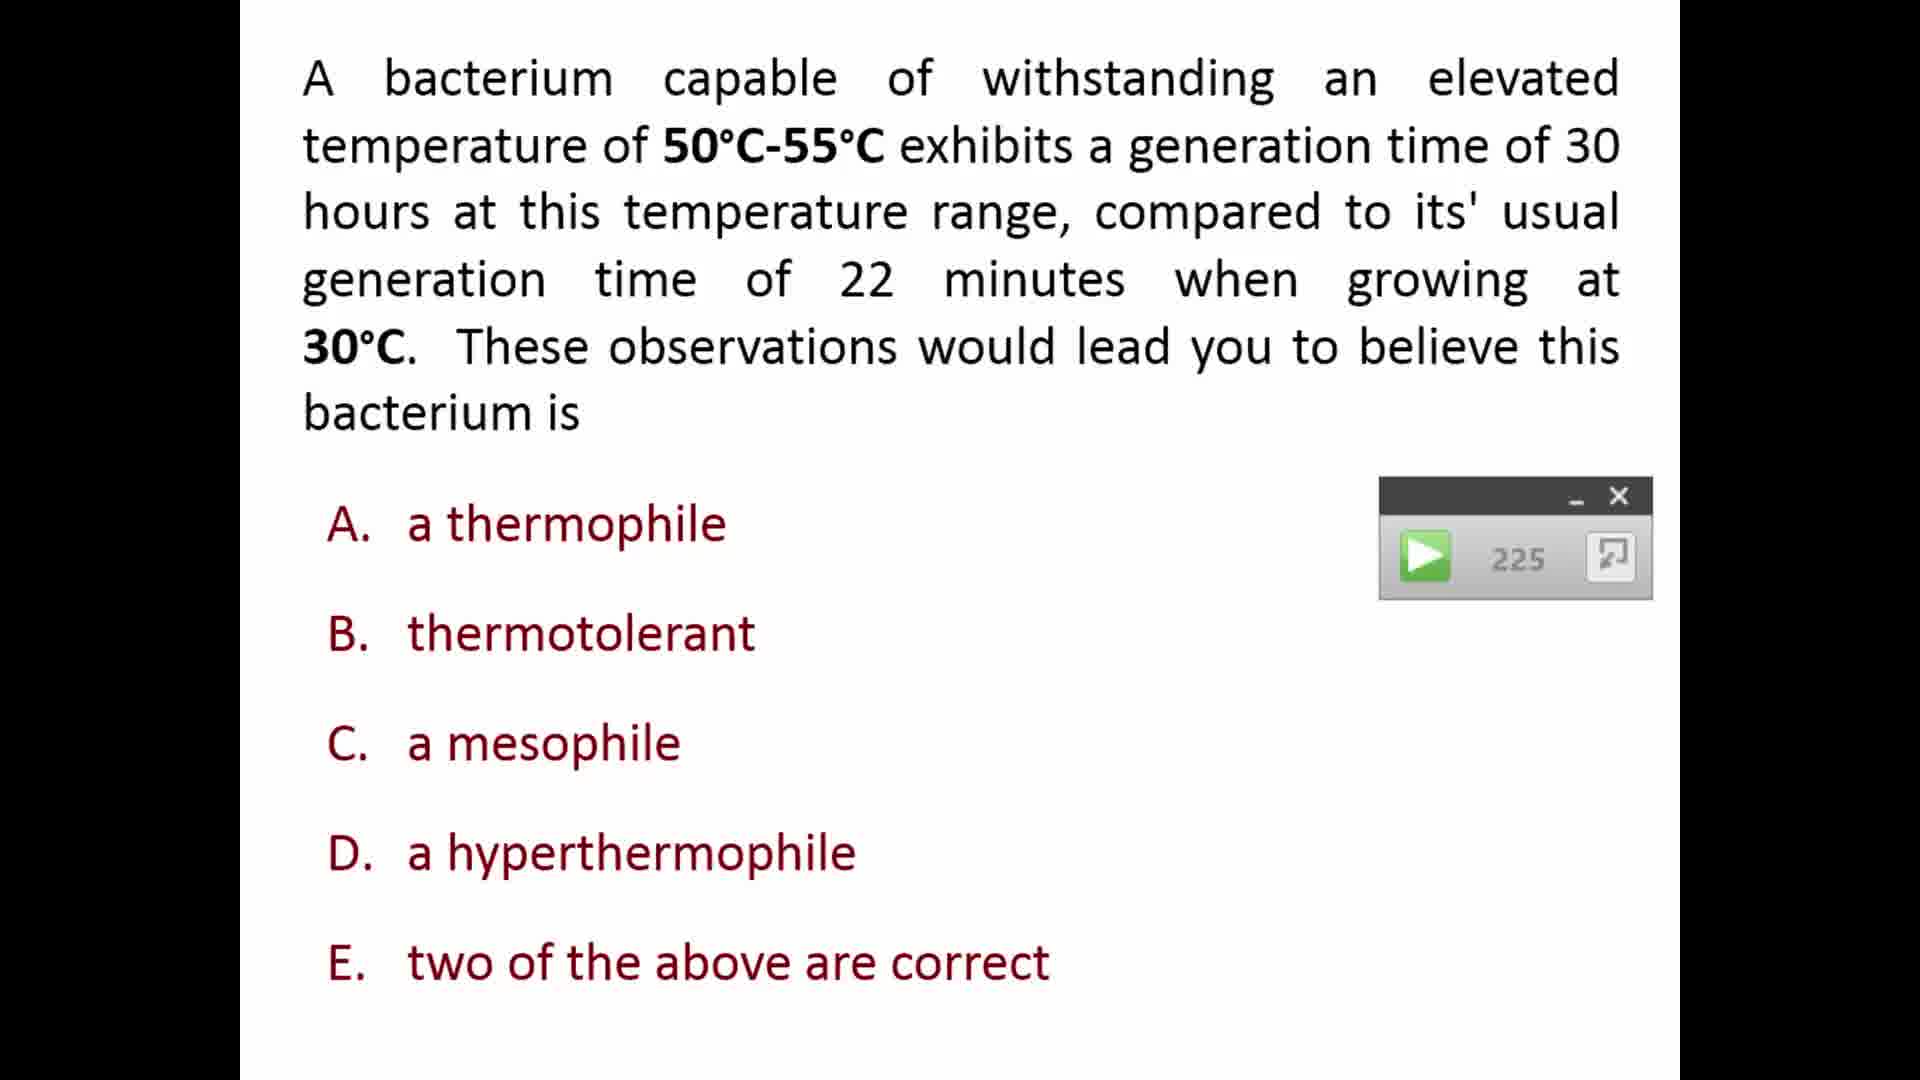 A bacterium capable of withstanding an elevated
temperature of 50°C-55°C exhibits a generation time of 30
hours at this temperature range, compared to its' usual
generation time of 22 minutes when growing at
30°C. These observations would lead you to believe this
bacterium is
A. a thermophile
B. thermotolerant
C. a mesophile
D. a hyperthermophile
E. two of the above are correct
225